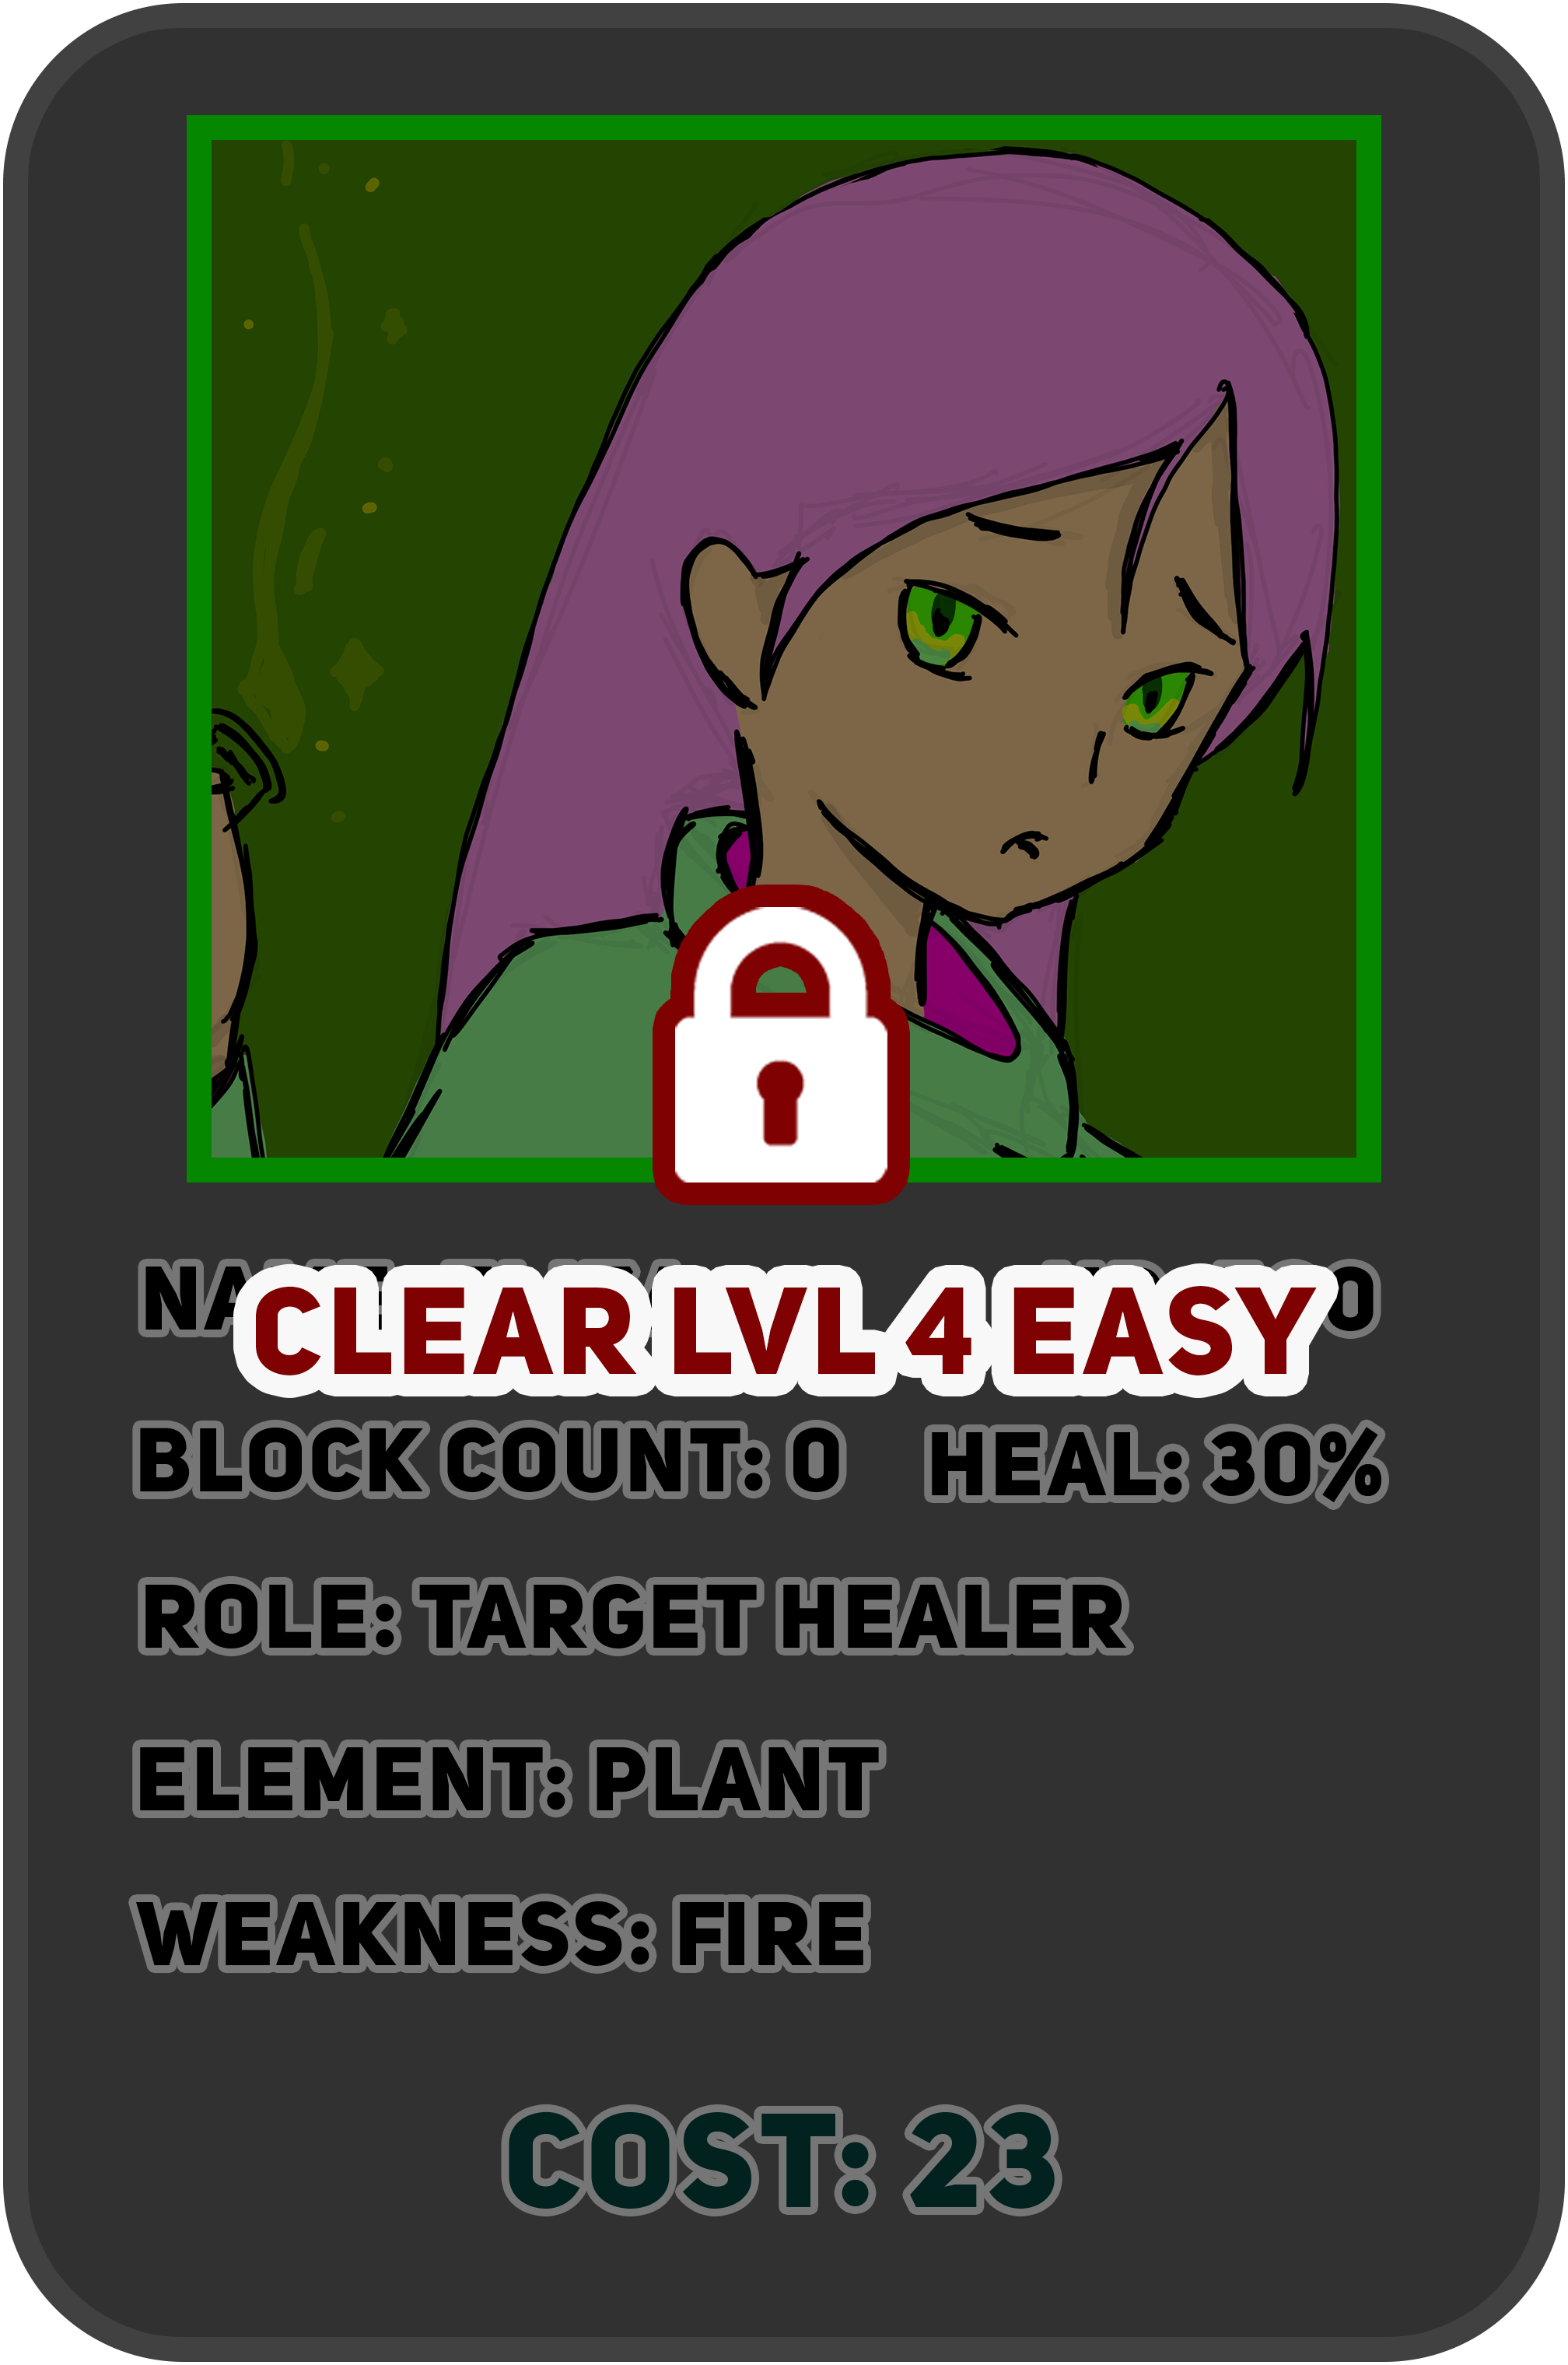 CLEAR LVL 4 EASY
BLOCK COUNT: 0 HEAL: 30%
ROLE: TARGET HEALER
ELEMENT: PLANT
WEAKNESS: FIRE
COST: 23